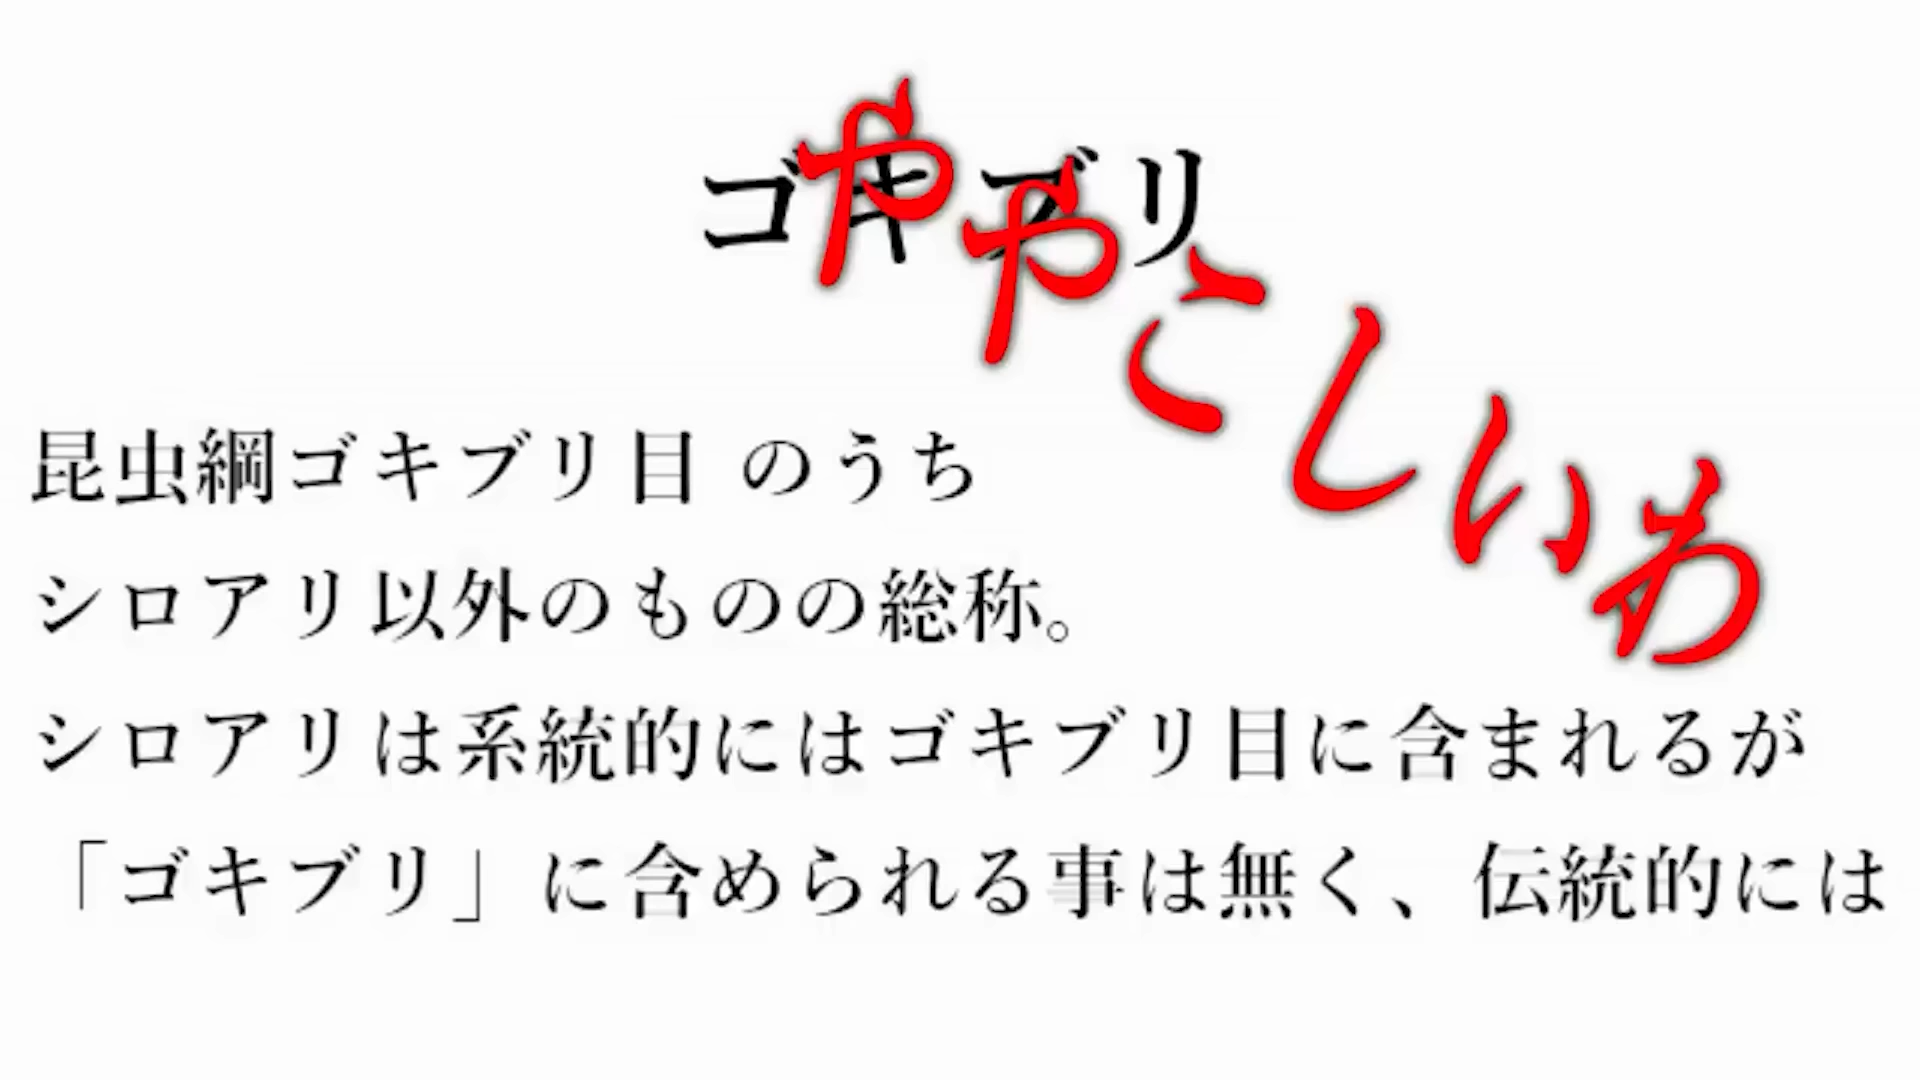 ゴキブリ
ややこしいわ
昆虫綱ゴキブリ目 のうち
シロアリ以外のものの総称。
シロアリは系統的にはゴキブリ目に含まれるが
「ゴキブリ」に含められる事は無く、伝統的には